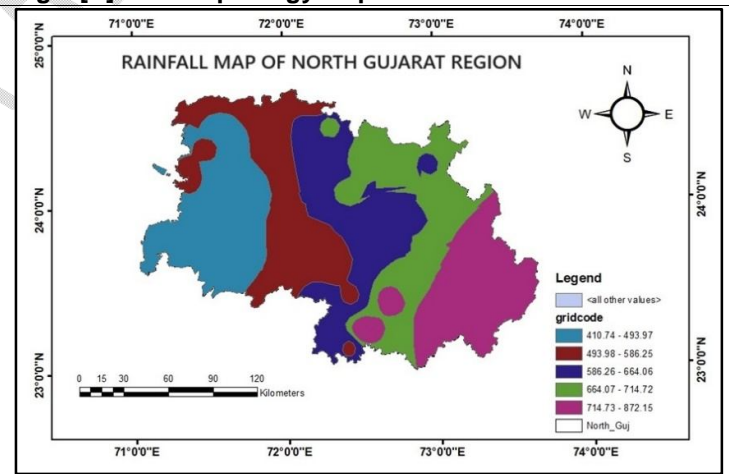 71°0'0"E 72°0'0"E 73°0'0"E 74°0'0"E
25°0'0"N
RAINFALL MAP OF NORTH GUJARAT REGION
N
W E
S
24°0'0"N 24°0'0"N
Legend
<all other values>
gridcode
410.74 - 493.97
493.98 - 586.25
586.26 - 664.06
664.07 - 714.72
714.73 - 872.15
North_Guj
23°0'0"N 23°0'0"N
0 15 30 60 90 120
Kilometers
71°0'0"E 72°0'0"E 73°0'0"E 74°0'0"E